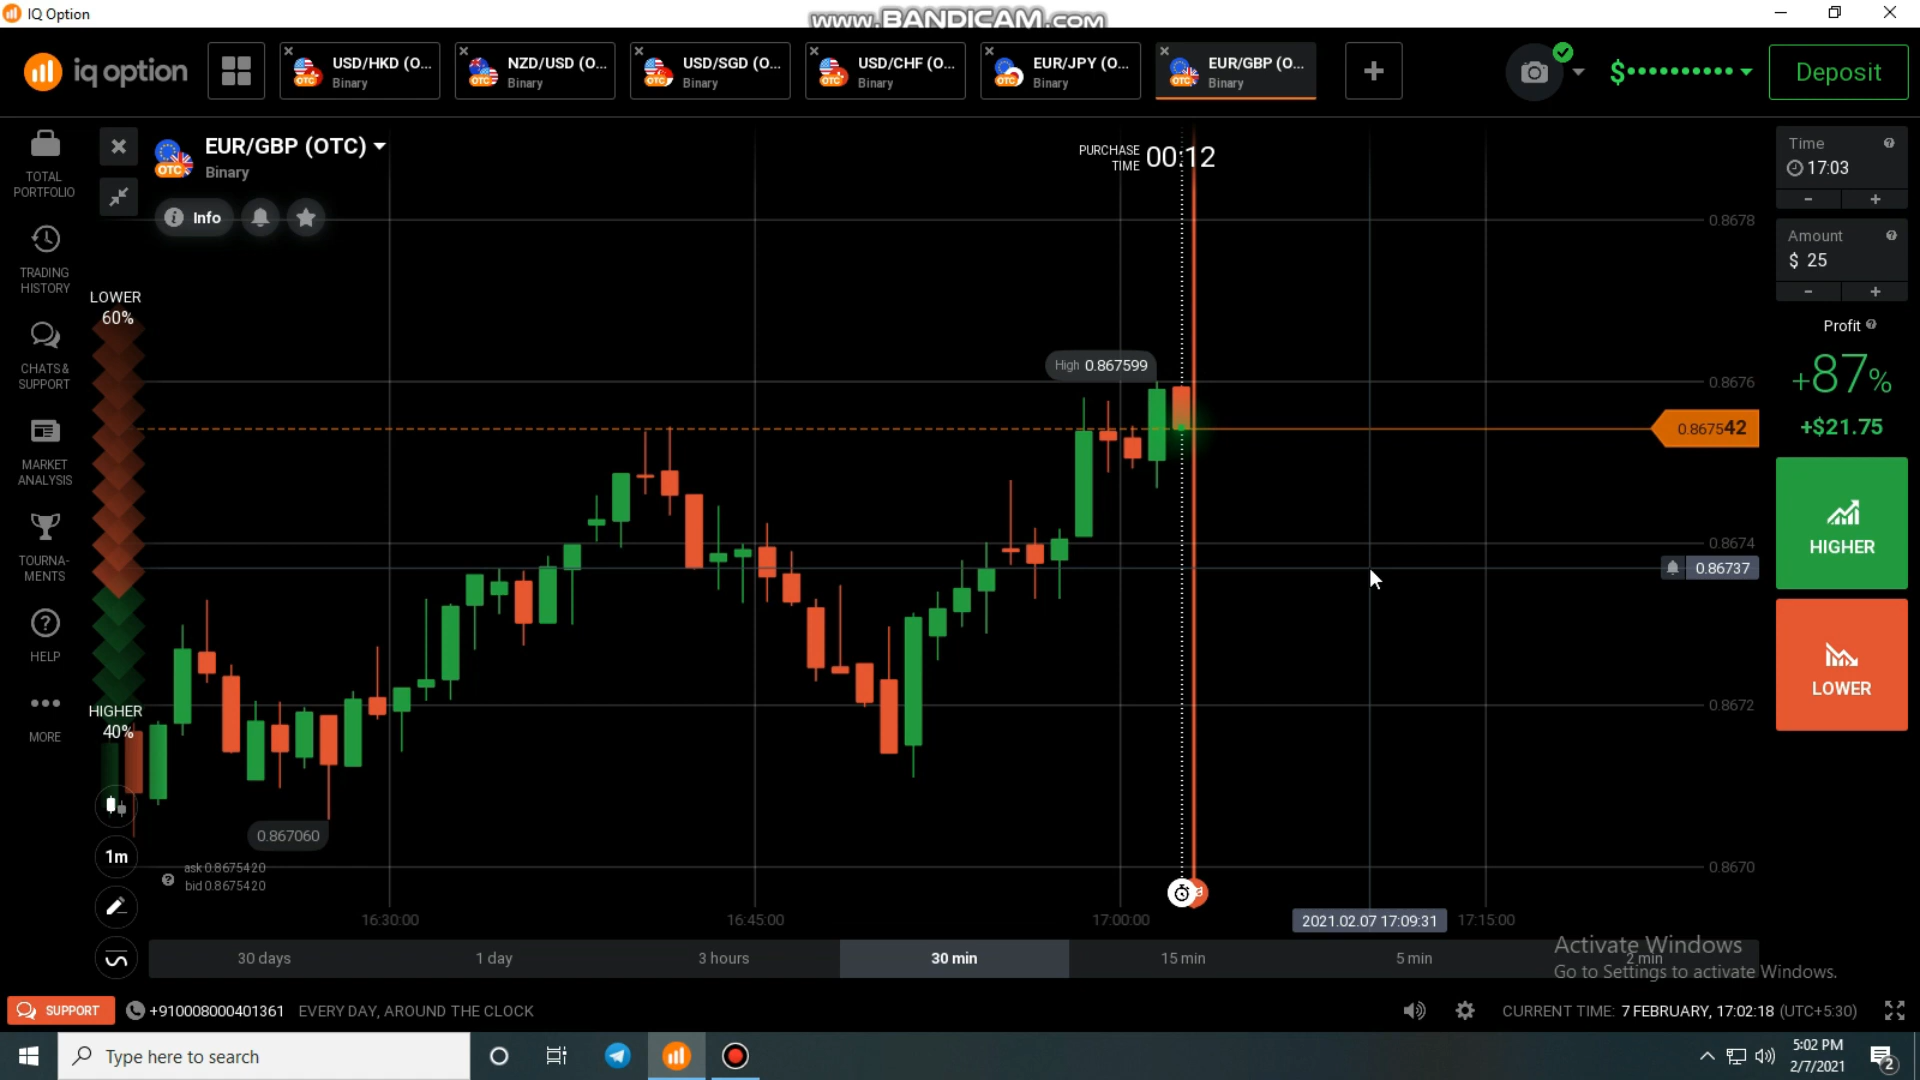 IQ Option
www.BANDICAM.com
iq option
USD/HKD (O...
Binary
NZD/USD (O...
Binary
USD/SGD (O...
Binary
USD/CHF (O...
Binary
EUR/JPY (O...
Binary
EUR/GBP (O...
Binary
$••••••••••
Deposit
TOTAL
PORTFOLIO
TRADING
HISTORY
CHATS &
SUPPORT
MARKET
ANALYSIS
TOURNA-
MENTS
HELP
MORE
EUR/GBP (OTC)
Binary
OTC
Info
LOWER
60%
HIGHER
40%
PURCHASE
TIME
00:12
High 0.867599
0.867060
ask 0.8675420
bid 0.8675420
1m
0.8678
0.8676
0.867542
0.8674
0.86737
0.8672
0.8670
16:30:00
16:45:00
17:00:00
2021.02.07 17:09:31
17:15:00
30 days
1 day
3 hours
30 min
15 min
5 min
2 min
Time
17:03
- +
Amount
$ 25
- +
Profit
+87%
+$21.75
HIGHER
LOWER
Activate Windows
Go to Settings to activate Windows.
SUPPORT
+910008000401361
EVERY DAY, AROUND THE CLOCK
CURRENT TIME: 7 FEBRUARY, 17:02:18 (UTC+5:30)
Type here to search
5:02 PM
2/7/2021
2